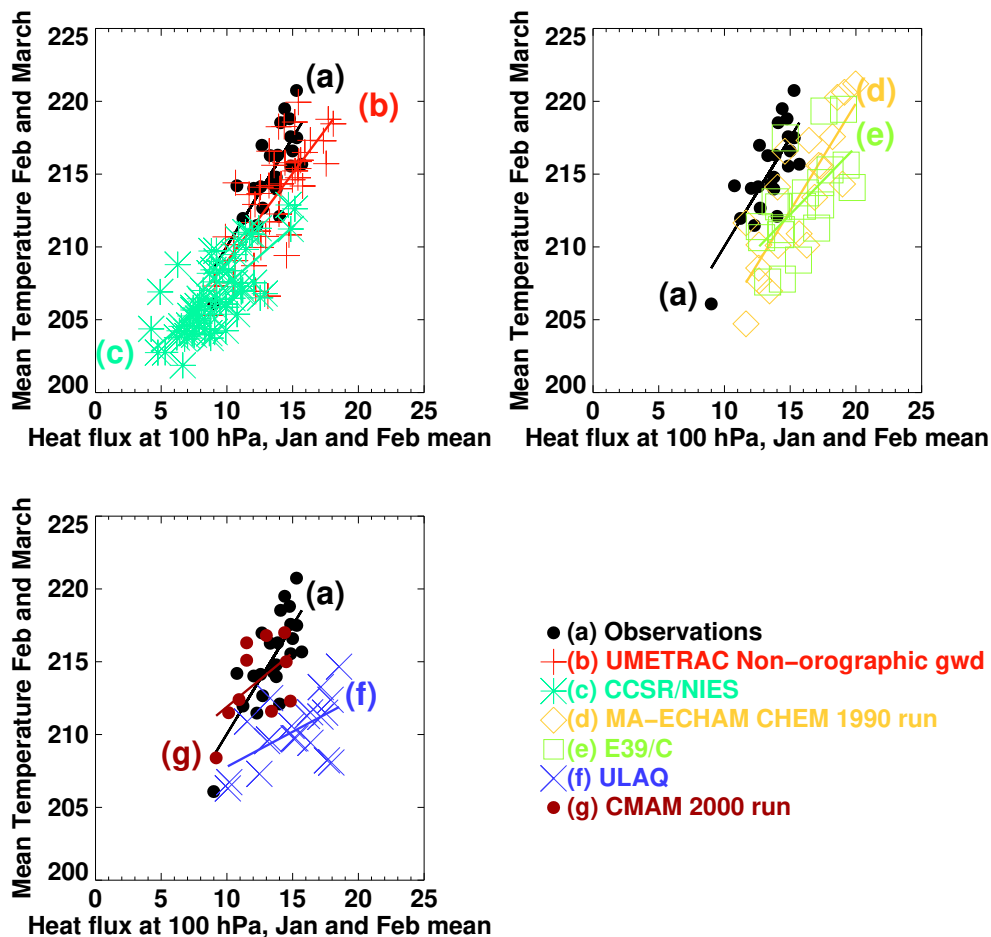 225
220
215
210
205
200
Mean Temperature Feb and March
(a)
(b)
(c)
0 5 10 15 20 25
Heat flux at 100 hPa, Jan and Feb mean
225
220
215
210
205
200
Mean Temperature Feb and March
(d)
(e)
(a)
0 5 10 15 20 25
Heat flux at 100 hPa, Jan and Feb mean
225
220
215
210
205
200
Mean Temperature Feb and March
(a)
(f)
(g)
0 5 10 15 20 25
Heat flux at 100 hPa, Jan and Feb mean
(a) Observations
(b) UMETRAC Non−orographic gwd
(c) CCSR/NIES
(d) MA−ECHAM CHEM 1990 run
(e) E39/C
(f) ULAQ
(g) CMAM 2000 run